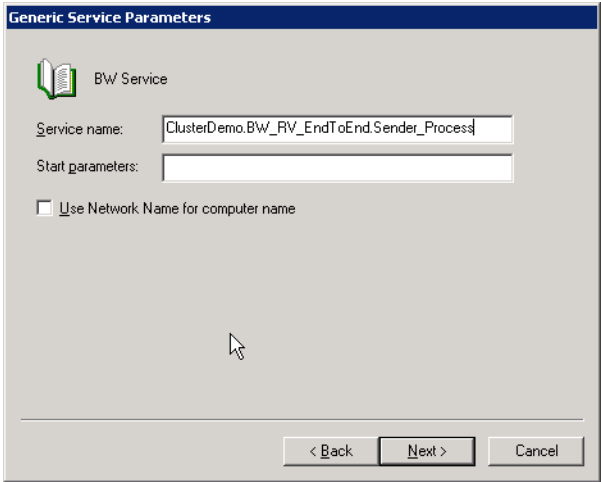 Generic Service Parameters
BW Service
Service name: ClusterDemo.BW_RV_EndToEnd.Sender_Process
Start parameters:
Use Network Name for computer name
< Back Next > Cancel